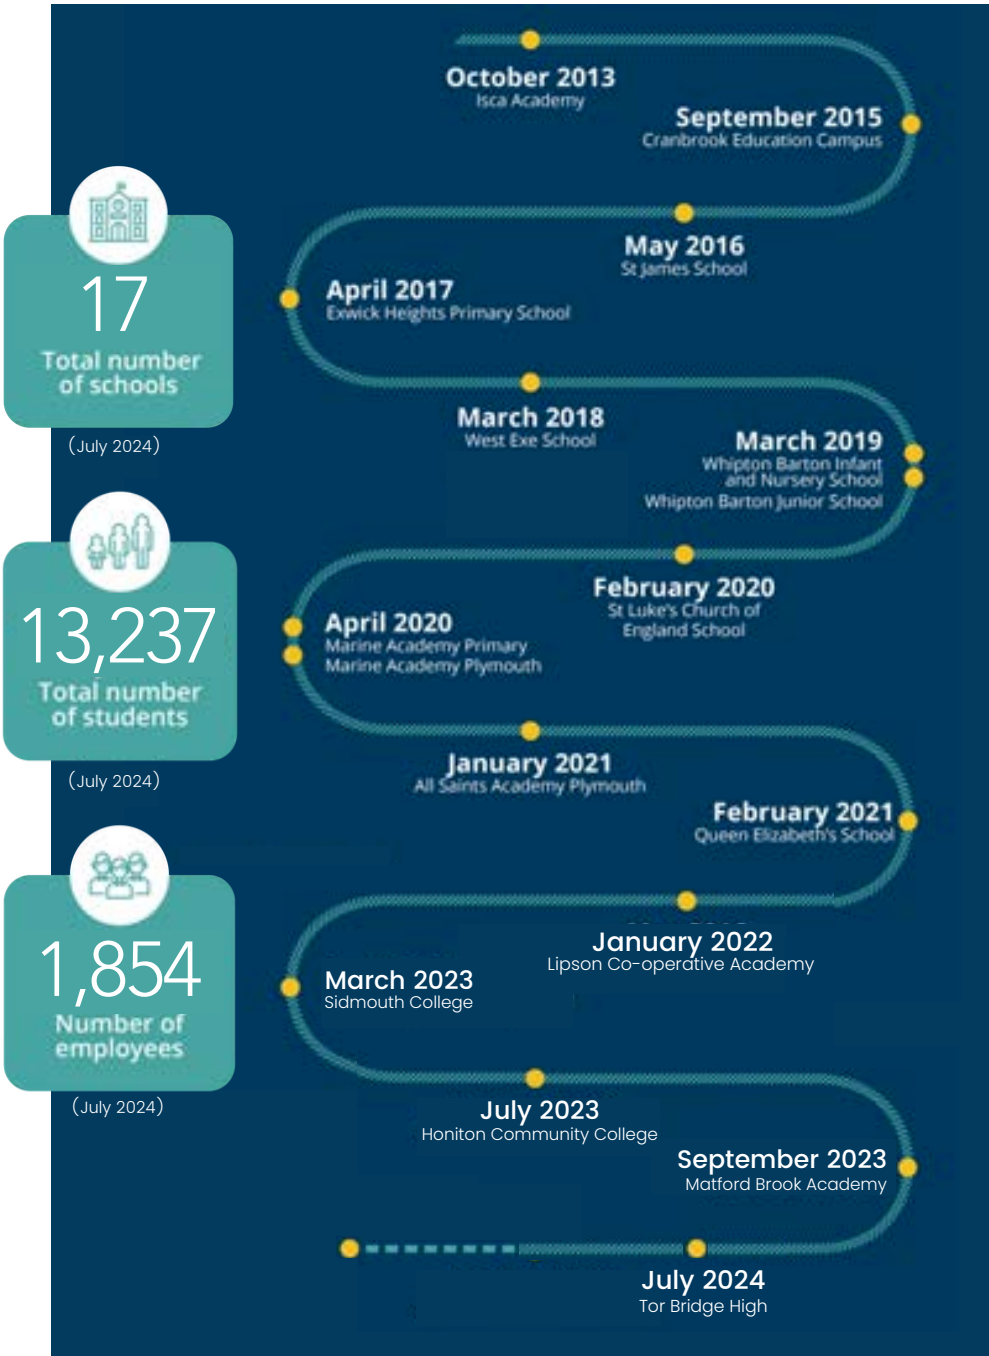 October 2013
Isca Academy
September 2015
Cranbrook Education Campus
May 2016
St James School
April 2017
Exwick Heights Primary School
March 2018
West Exe School
March 2019
Whipton Barton Infant
and Nursery School
Whipton Barton Junior School
February 2020
St Luke's Church of
England School
April 2020
Marine Academy Primary
Marine Academy Plymouth
January 2021
All Saints Academy Plymouth
February 2021
Queen Elizabeth's School
January 2022
Lipson Co-operative Academy
March 2023
Sidmouth College
July 2023
Honiton Community College
September 2023
Matford Brook Academy
July 2024
Tor Bridge High
17
Total number
of schools
(July 2024)
13,237
Total number
of students
(July 2024)
1,854
Number of
employees
(July 2024)